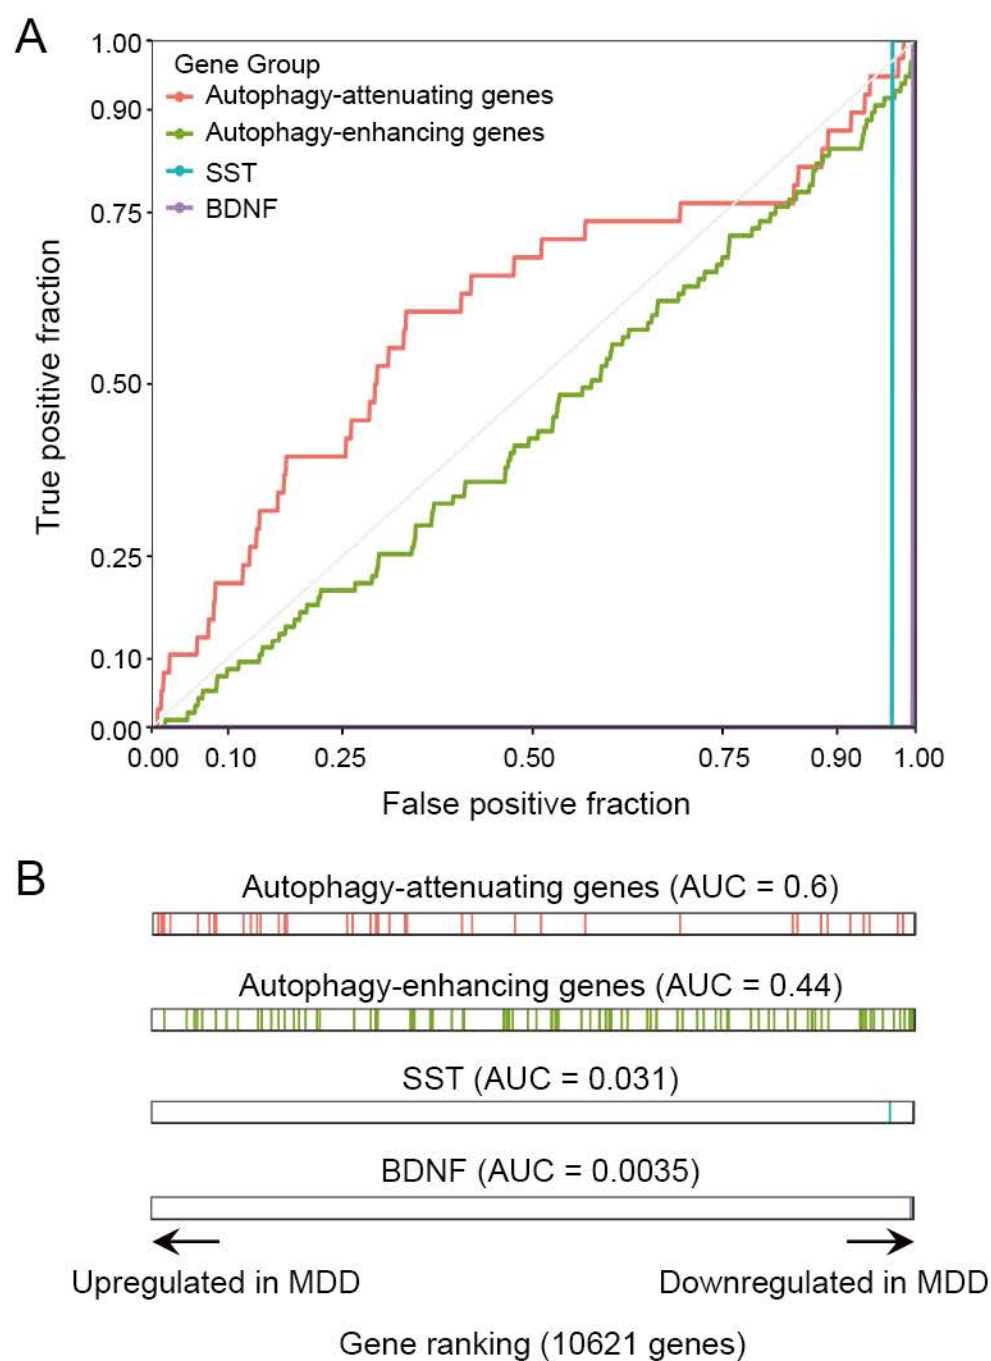 A
Gene Group
Autophagy-attenuating genes
Autophagy-enhancing genes
SST
BDNF
1.00
0.90
0.75
0.50
0.25
0.10
0.00
True positive fraction
0.00 0.10 0.25 0.50 0.75 0.90 1.00
False positive fraction
B
Autophagy-attenuating genes (AUC = 0.6)
Autophagy-enhancing genes (AUC = 0.44)
SST (AUC = 0.031)
BDNF (AUC = 0.0035)
Upregulated in MDD Downregulated in MDD
Gene ranking (10621 genes)